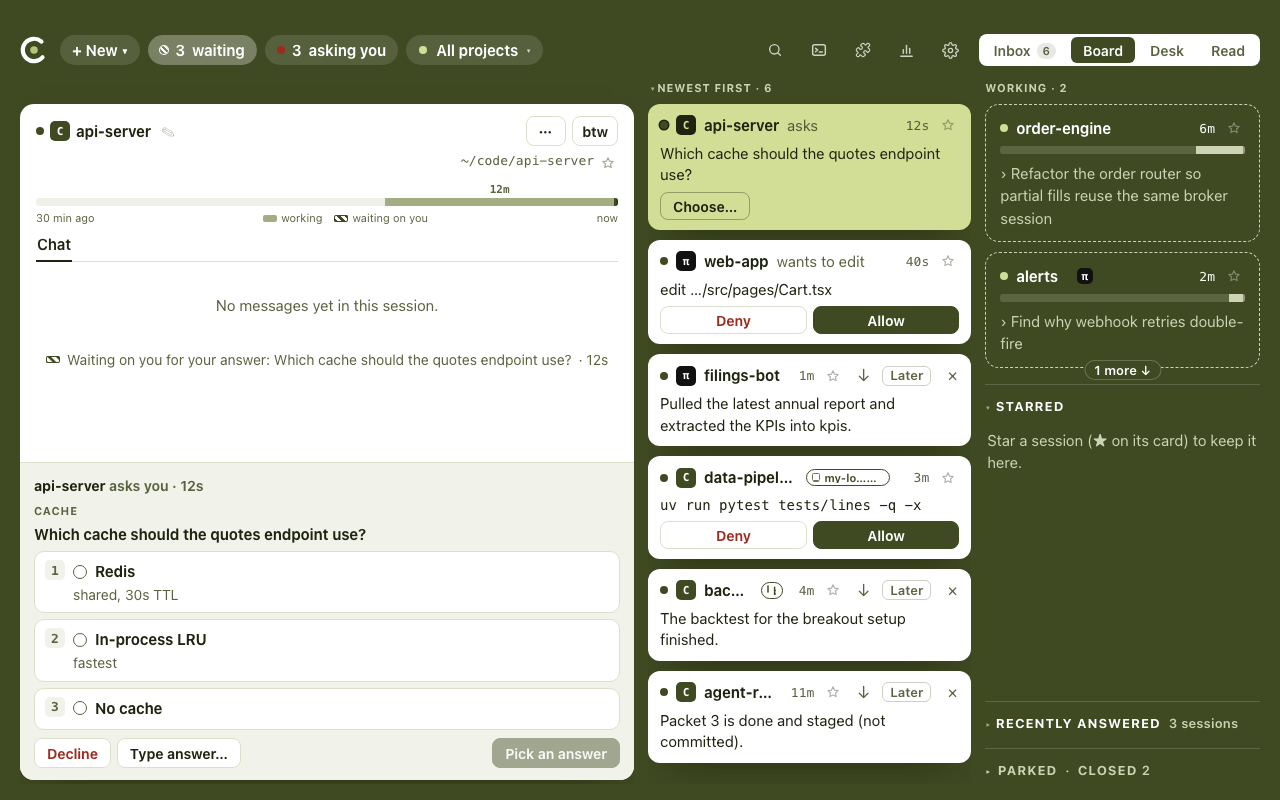 + New ▾
3 waiting
3 asking you
All projects ▾
Inbox 6
Board
Desk
Read
C api-server
...
btw
~/code/api-server
12m
30 min ago
working
waiting on you
now
Chat
No messages yet in this session.
Waiting on you for your answer: Which cache should the quotes endpoint use? · 12s
api-server asks you · 12s
CACHE
Which cache should the quotes endpoint use?
1 Redis
shared, 30s TTL
2 In-process LRU
fastest
3 No cache
Decline
Type answer...
Pick an answer
NEWEST FIRST · 6
C api-server asks 12s
Which cache should the quotes endpoint
use?
Choose...
π web-app wants to edit 40s
edit .../src/pages/Cart.tsx
Deny
Allow
π filings-bot 1m ↓ Later ×
Pulled the latest annual report and
extracted the KPIs into kpis.
C data-pipel... my-lo...... 3m
uv run pytest tests/lines -q -x
Deny
Allow
C bac... 4m ↓ Later ×
The backtest for the breakout setup
finished.
C agent-r... 11m ↓ Later ×
Packet 3 is done and staged (not
committed).
WORKING · 2
order-engine 6m
› Refactor the order router so
partial fills reuse the same broker
session
alerts π 2m
› Find why webhook retries double-
fire
1 more ↓
STARRED
Star a session (★ on its card) to keep it
here.
RECENTLY ANSWERED 3 sessions
PARKED · CLOSED 2